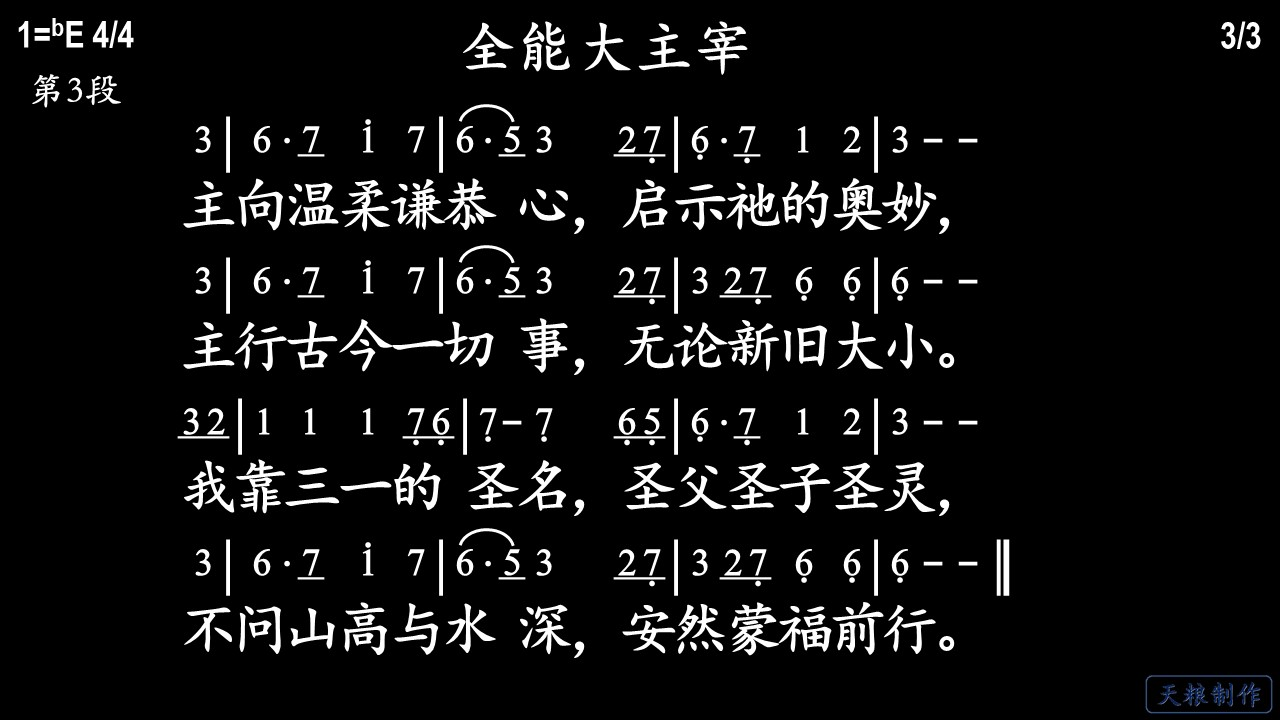 1=ᵇE 4/4
全能大主宰
3/3
第3段
3| 6·7 i 7|6·5 3 27|6·7 1 2|3 - -
主向温柔谦恭 心，启示祂的奥妙，
3| 6·7 i 7|6·5 3 27|3 27 6 6|6 - -
主行古今一切 事，无论新旧大小。
32|1 1 1 76|7- 7 65|6·7 1 2|3 - -
我靠三一的 圣名，圣父圣子圣灵，
3| 6·7 i 7|6·5 3 27|3 27 6 6|6 - - ‖
不问山高与水 深，安然蒙福前行。
天粮制作